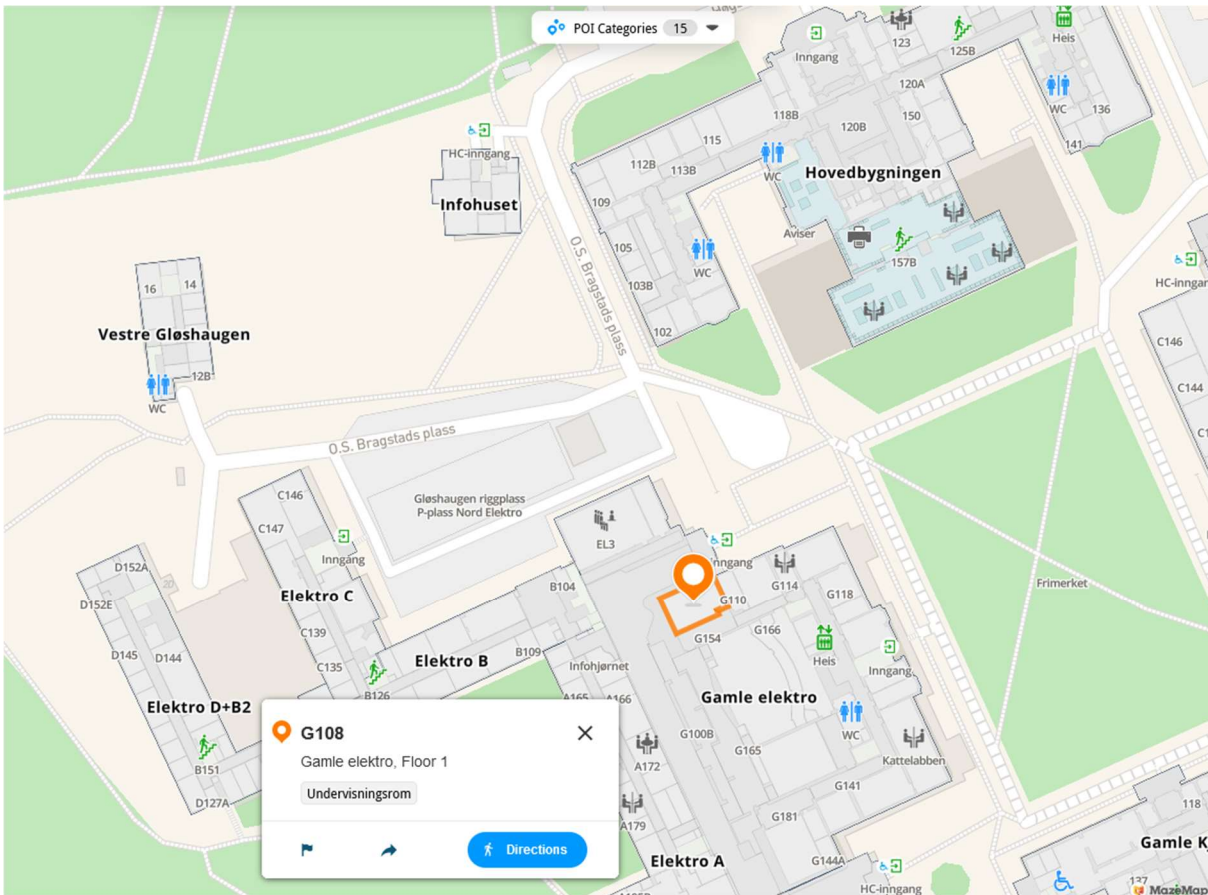 POI Categories 15
Inngang
123
125B
Heis
120A
WC
136
118B
120B
150
141
115
112B
113B
WC
Hovedbygningen
HC-inngang
Infohuset
109
Aviser
105
WC
157B
103B
102
O.S. Bragstads plass
HC-inngan
16
14
Vestre Gløshaugen
12B
WC
C146
C144
C1
O.S. Bragstads plass
Gløshaugen riggplass
P-plass Nord Elektro
C146
C147
Inngang
EL3
nngang
D152A
D152E
Elektro C
B104
G110
G114
G118
Frimerket
C139
D145
D144
C135
Elektro B
B109
Infohjørnet
G154
G166
Heis
Inngang
B126
A165
A166
Gamle elektro
Elektro D+B2
B151
D127A
G100B
G165
WC
Kattelabben
A172
G141
A179
G181
118
Elektro A
G144A
HC-inngang
Gamle Kj
137
MazeMap
G108
Gamle elektro, Floor 1
Undervisningsrom
Directions